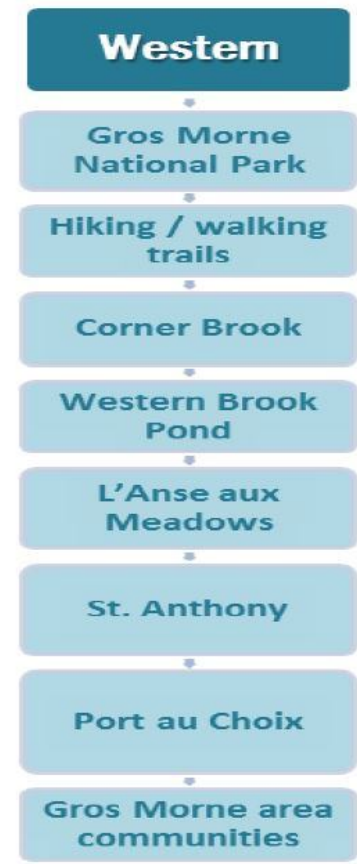 Western
Gros Morne
National Park
Hiking / walking
trails
Corner Brook
Western Brook
Pond
L’Anse aux
Meadows
St. Anthony
Port au Choix
Gros Morne area
communities